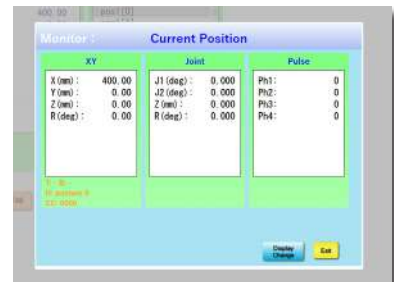 400.00
Monitor : Current Position
XY Joint Pulse
X(mm) : 400.00 J1(deg) : 0.000 Ph1: 0
Y(mm) : 0.00 J2(deg) : 0.000 Ph2: 0
Z(mm) : 0.00 Z(mm) : 0.000 Ph3: 0
R(deg) : 0.00 R(deg) : 0.000 Ph4: 0
Display
Change
Exit